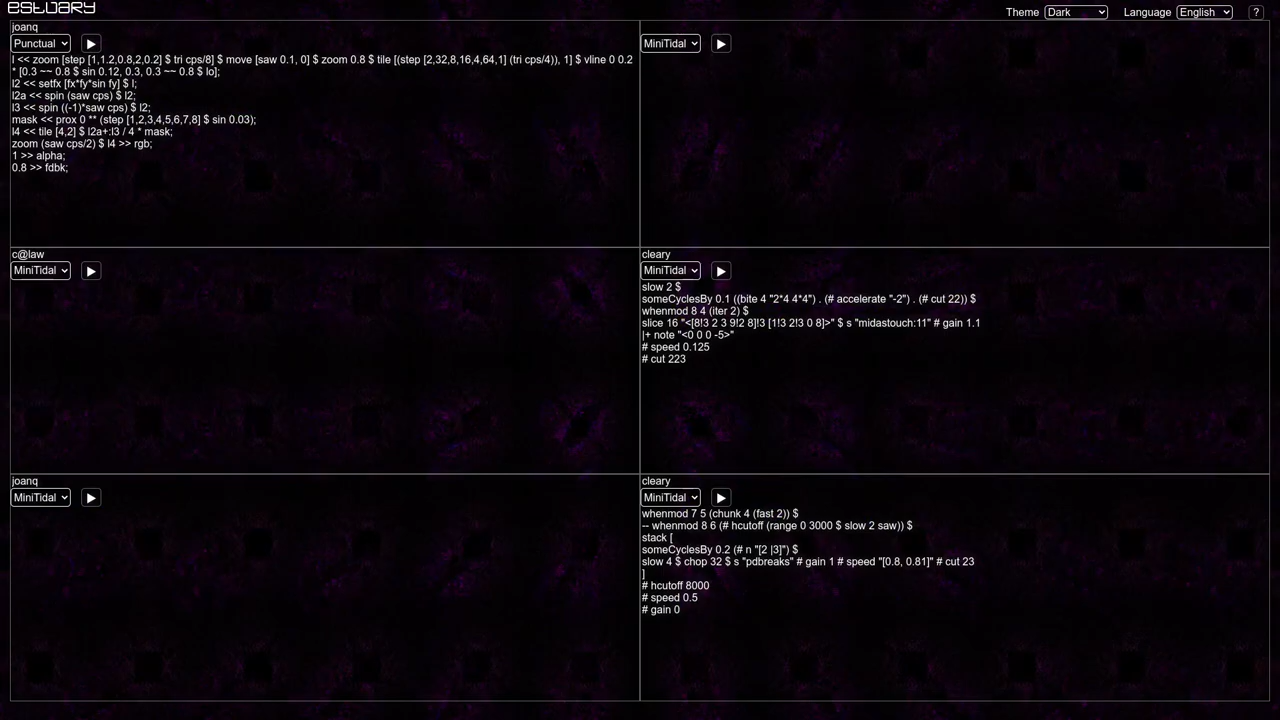 estuary
Theme Dark Language English ?
joanq
Punctual
l << zoom [step [1,1.2,0.8,2,0.2] $ tri cps/8] $ move [saw 0.1, 0] $ zoom 0.8 $ tile [(step [2,32,8,16,4,64,1] (tri cps/4)), 1] $ vline 0 0.2
* [0.3 ~~ 0.8 $ sin 0.12, 0.3, 0.3 ~~ 0.8 $ lo];
l2 << setfx [fx*fy*sin fy] $ l;
l2a << spin (saw cps) $ l2;
l3 << spin ((-1)*saw cps) $ l2;
mask << prox 0 ** (step [1,2,3,4,5,6,7,8] $ sin 0.03);
l4 << tile [4,2] $ l2a+:l3 / 4 * mask;
zoom (saw cps/2) $ l4 >> rgb;
1 >> alpha;
0.8 >> fdbk;
MiniTidal
c@law
MiniTidal
cleary
MiniTidal
slow 2 $
someCyclesBy 0.1 ((bite 4 "2*4 4*4") . (# accelerate "-2") . (# cut 22)) $
whenmod 8 4 (iter 2) $
slice 16 "<[8!3 2 3 9!2 8]!3 [1!3 2!3 0 8]>" $ s "midastouch:11" # gain 1.1
|+ note "<0 0 0 -5>"
# speed 0.125
# cut 223
joanq
MiniTidal
cleary
MiniTidal
whenmod 7 5 (chunk 4 (fast 2)) $
-- whenmod 8 6 (# hcutoff (range 0 3000 $ slow 2 saw)) $
stack [
someCyclesBy 0.2 (# n "[2 |3]") $
slow 4 $ chop 32 $ s "pdbreaks" # gain 1 # speed "[0.8, 0.81]" # cut 23
]
# hcutoff 8000
# speed 0.5
# gain 0